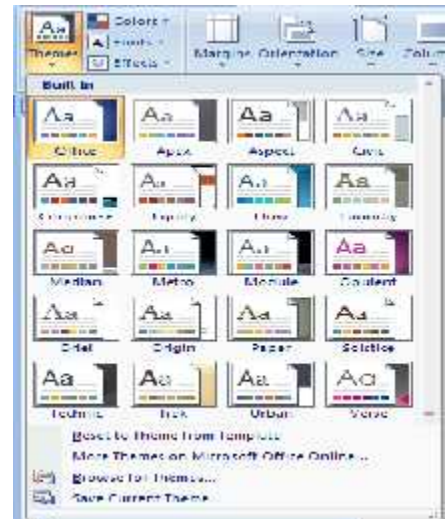 Aa Colors
A Fonts
Themes Effects Margins Orientation Size Colum
Built In
Aa Aa Aa Aa
Office Apex Aspect Civic
Aa Aa Aa Aa
Concourse Equity Flow Foundry
Aa Aa Aa Aa
Median Metro Module Opulent
Aa Aa Aa Aa
Oriel Origin Paper Solstice
Aa Aa Aa Aa
Technic Trek Urban Verve
Reset to Theme from Template
More Themes on Microsoft Office Online...
Browse for Themes...
Save Current Theme...